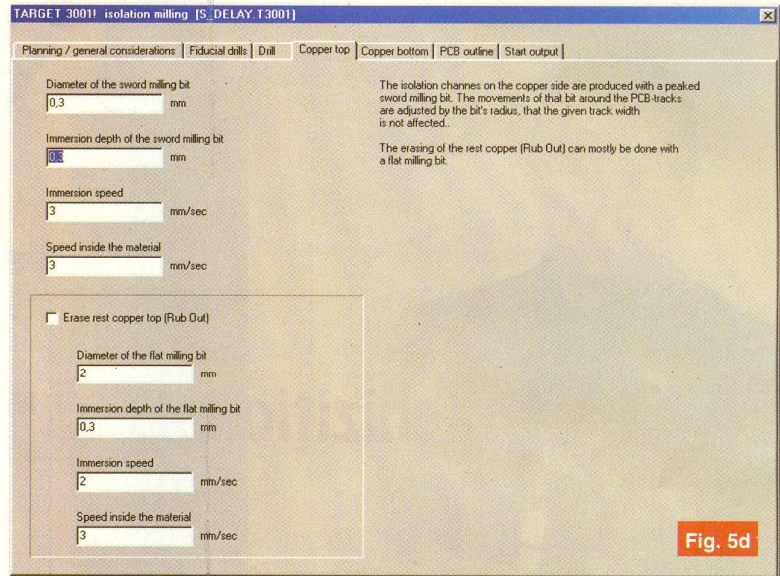 TARGET 3001! isolation milling [S_DELAY.T3001]
Planning / general considerations Fiducial drills Drill Copper top Copper bottom PCB outline Start output
Diameter of the sword milling bit
0,3 mm
Immersion depth of the sword milling bit
0,3 mm
Immersion speed
3 mm/sec
Speed inside the material
3 mm/sec
Erase rest copper top (Rub Out)
Diameter of the flat milling bit
2 mm
Immersion depth of the flat milling bit
0,3 mm
Immersion speed
2 mm/sec
Speed inside the material
3 mm/sec
The isolation channes on the copper side are produced with a peaked
sword milling bit. The movements of that bit around the PCB-tracks
are adjusted by the bit's radius, that the given track width
is not affected..
The erasing of the rest copper (Rub Out) can mostly be done with
a flat milling bit.
Fig. 5d